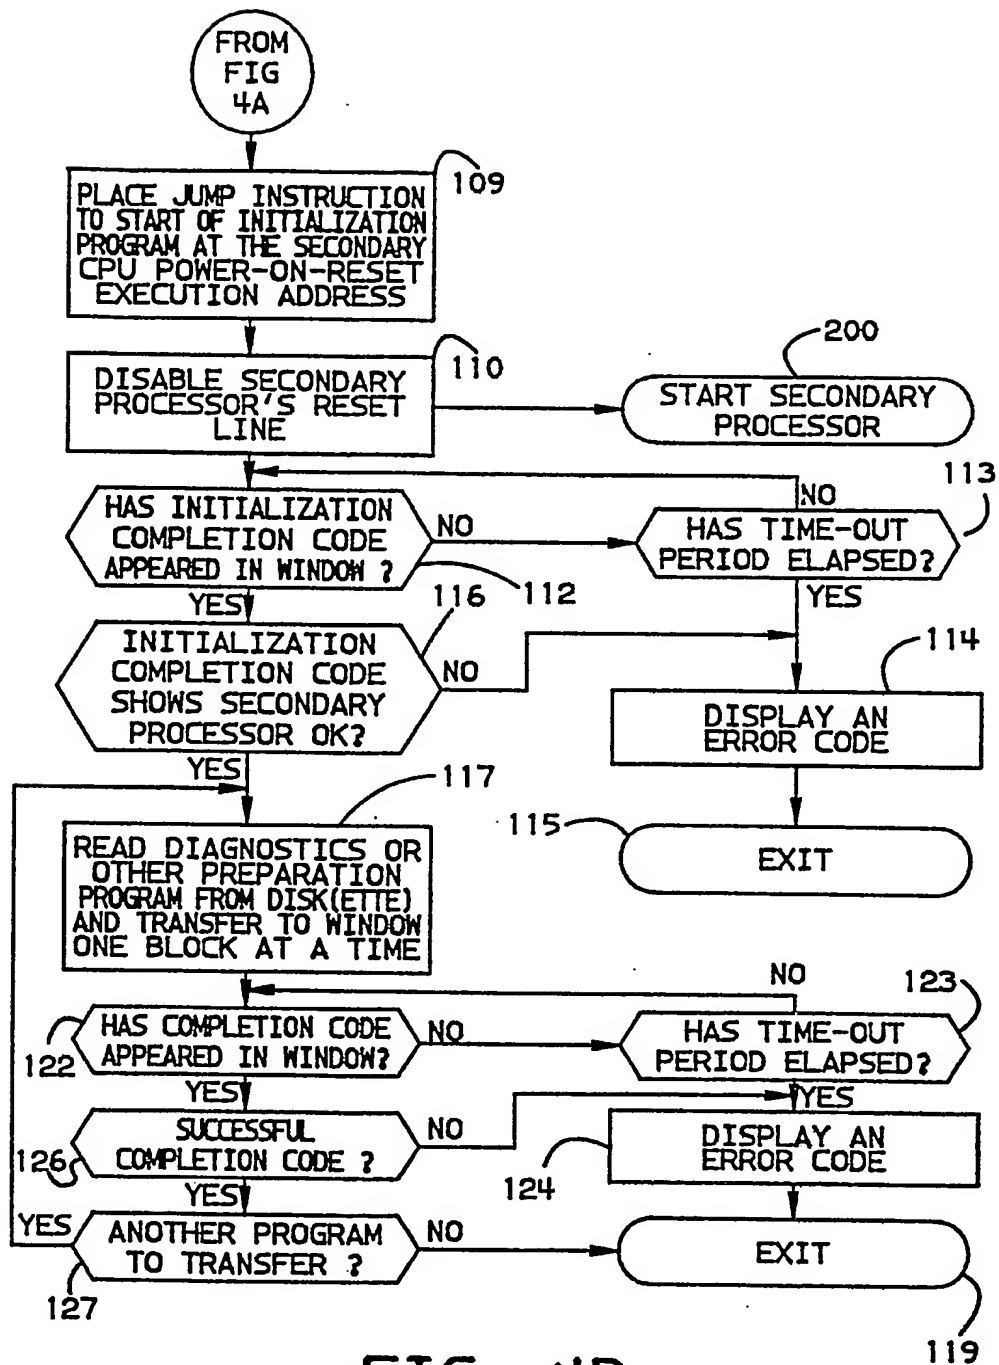 FROM
FIG
4A
109
PLACE JUMP INSTRUCTION
TO START OF INITIALIZATION
PROGRAM AT THE SECONDARY
CPU POWER-ON-RESET
EXECUTION ADDRESS
110
DISABLE SECONDARY
PROCESSOR'S RESET
LINE
200
START SECONDARY
PROCESSOR
HAS INITIALIZATION
COMPLETION CODE
APPEARED IN WINDOW ?
NO
112
YES
113
NO
HAS TIME-OUT
PERIOD ELAPSED?
YES
116
INITIALIZATION
COMPLETION CODE
SHOWS SECONDARY
PROCESSOR OK?
NO
YES
114
DISPLAY AN
ERROR CODE
115
EXIT
117
READ DIAGNOSTICS OR
OTHER PREPARATION
PROGRAM FROM DISK(ETTE)
AND TRANSFER TO WINDOW
ONE BLOCK AT A TIME
HAS COMPLETION CODE
APPEARED IN WINDOW?
122
NO
YES
NO
123
HAS TIME-OUT
PERIOD ELAPSED?
YES
SUCCESSFUL
COMPLETION CODE ?
126
NO
YES
DISPLAY AN
ERROR CODE
124
YES
ANOTHER PROGRAM
TO TRANSFER ?
NO
127
EXIT
119